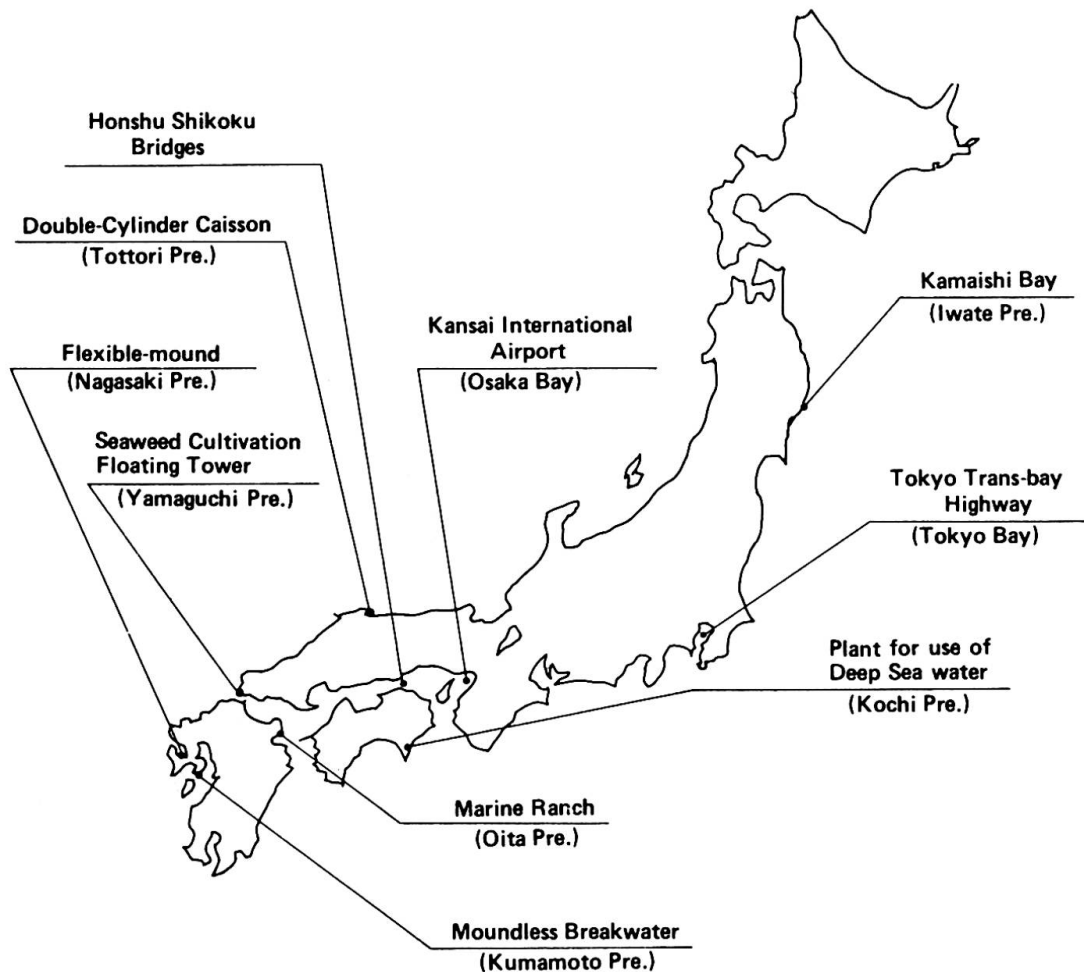 Honshu Shikoku
Bridges
Double-Cylinder Caisson
(Tottori Pre.)
Flexible-mound
(Nagasaki Pre.)
Seaweed Cultivation
Floating Tower
(Yamaguchi Pre.)
Kansai International
Airport
(Osaka Bay)
Kamaishi Bay
(Iwate Pre.)
Tokyo Trans-bay
Highway
(Tokyo Bay)
Plant for use of
Deep Sea water
(Kochi Pre.)
Marine Ranch
(Oita Pre.)
Moundless Breakwater
(Kumamoto Pre.)